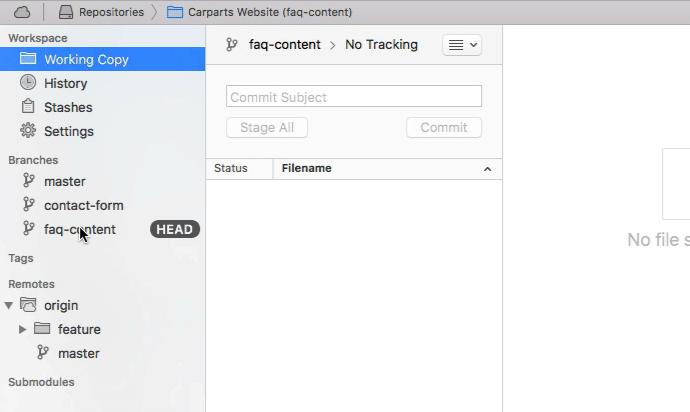 Repositories Carparts Website (faq-content)
Workspace
Working Copy
History
Stashes
Settings
Branches
master
contact-form
faq-content HEAD
Tags
Remotes
origin
feature
master
Submodules
faq-content > No Tracking
Commit Subject
Stage All Commit
Status Filename
No file s